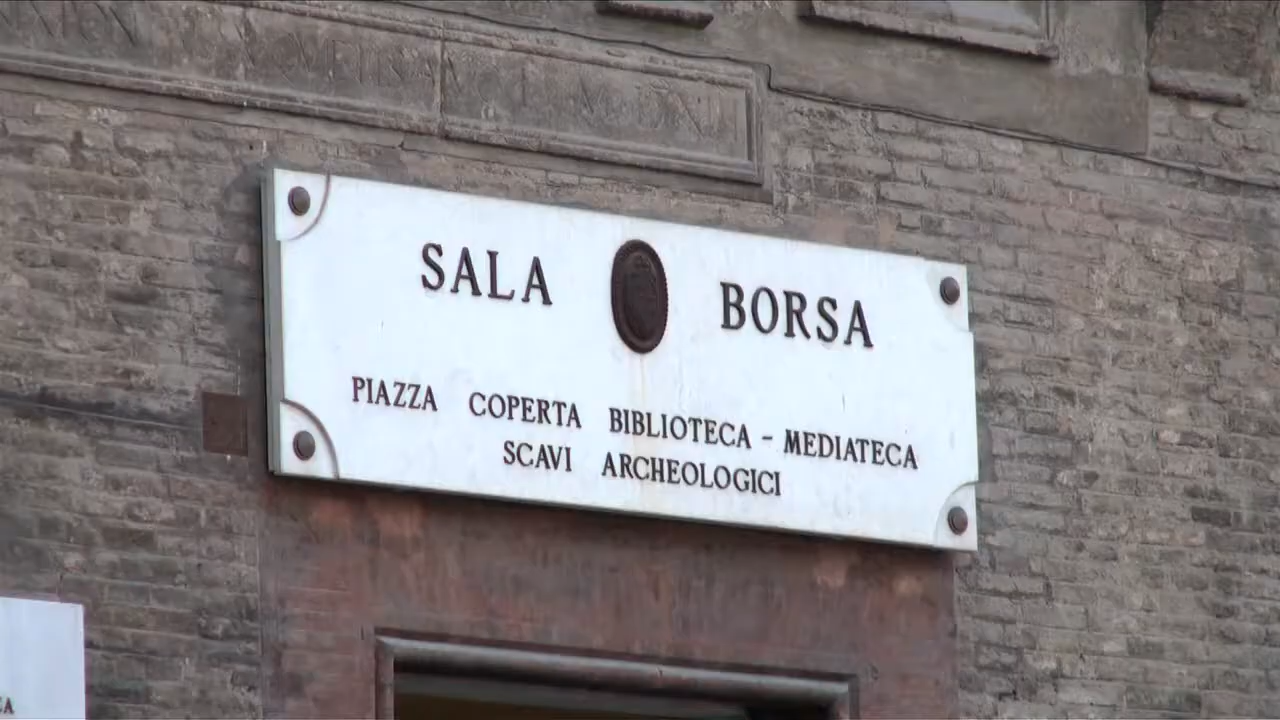 SALA BORSA
PIAZZA COPERTA BIBLIOTECA - MEDIATECA
SCAVI ARCHEOLOGICI